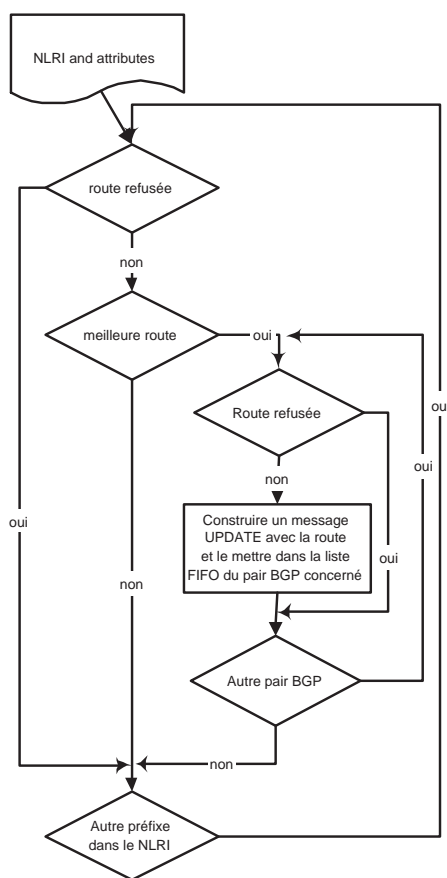 NLRI and attributes
route refusée
non
meilleure route
oui
Route refusée
oui
non
Construire un message
UPDATE avec la route
et le mettre dans la liste
FIFO du pair BGP concerné
oui
oui
non
Autre pair BGP
non
Autre préfixe
dans le NLRI
ou